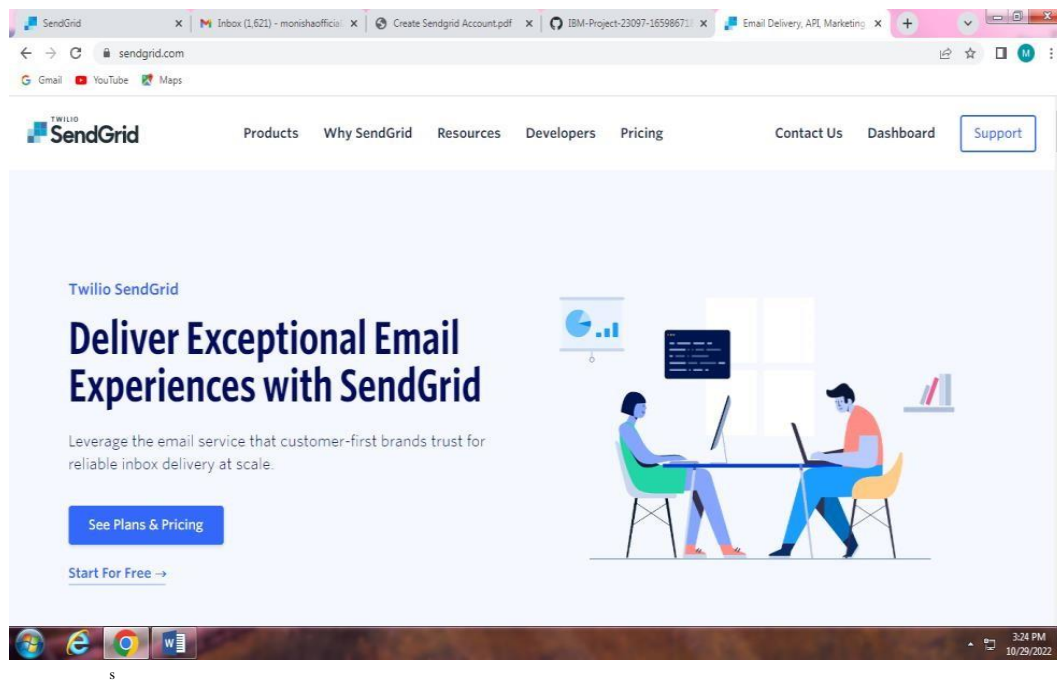 SendGrid
Inbox (1,621) - monishaofficial
Create Sendgrid Account.pdf
IBM-Project-23097-16598671
Email Delivery, API, Marketing
sendgrid.com
M
Gmail
YouTube
Maps
TWILIO
SendGrid
Products
Why SendGrid
Resources
Developers
Pricing
Contact Us
Dashboard
Support
Twilio SendGrid
Deliver Exceptional Email
Experiences with SendGrid
Leverage the email service that customer-first brands trust for
reliable inbox delivery at scale.
See Plans & Pricing
Start For Free →
3:24 PM
10/29/2022
s